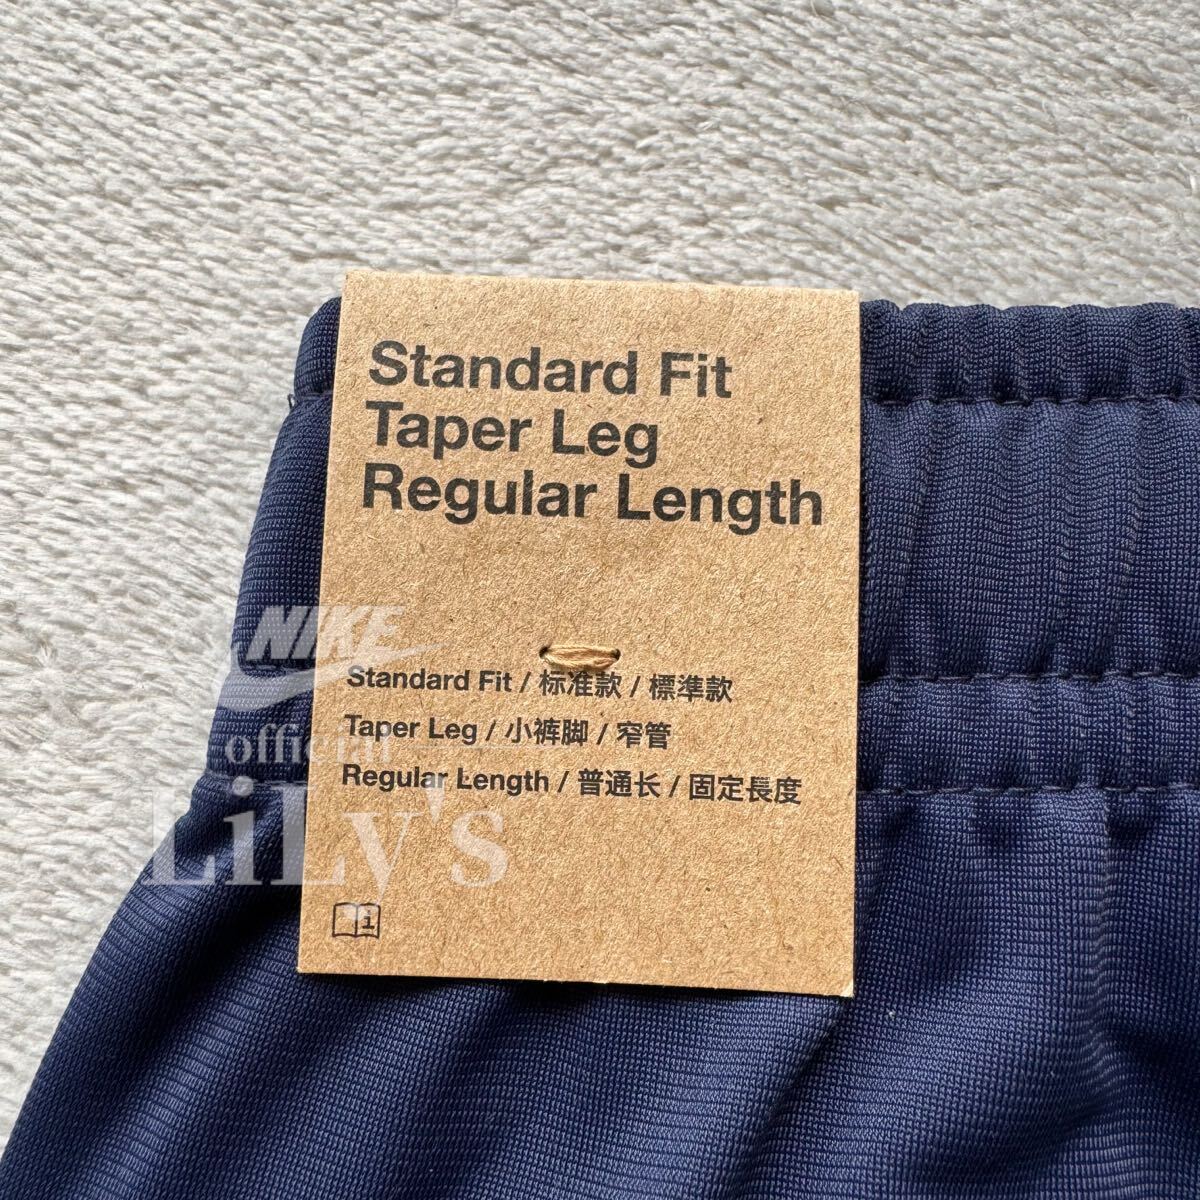 Standard Fit
Taper Leg
Regular Length
NIKE
Standard Fit / 标准款 / 標準款
Taper Leg / 小裤脚 / 窄管
official
Regular Length / 普通长 / 固定長度
LiLy's
i